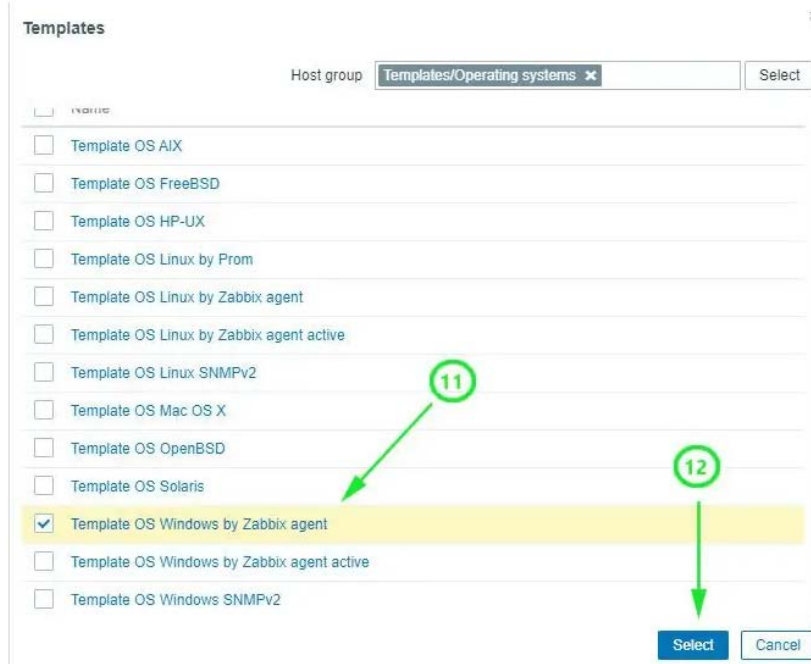 Templates
Host group Templates/Operating systems × Select
Name
Template OS AIX
Template OS FreeBSD
Template OS HP-UX
Template OS Linux by Prom
Template OS Linux by Zabbix agent
Template OS Linux by Zabbix agent active
Template OS Linux SNMPv2
11
Template OS Mac OS X
Template OS OpenBSD
12
Template OS Solaris
Template OS Windows by Zabbix agent
Template OS Windows by Zabbix agent active
Template OS Windows SNMPv2
Select Cancel